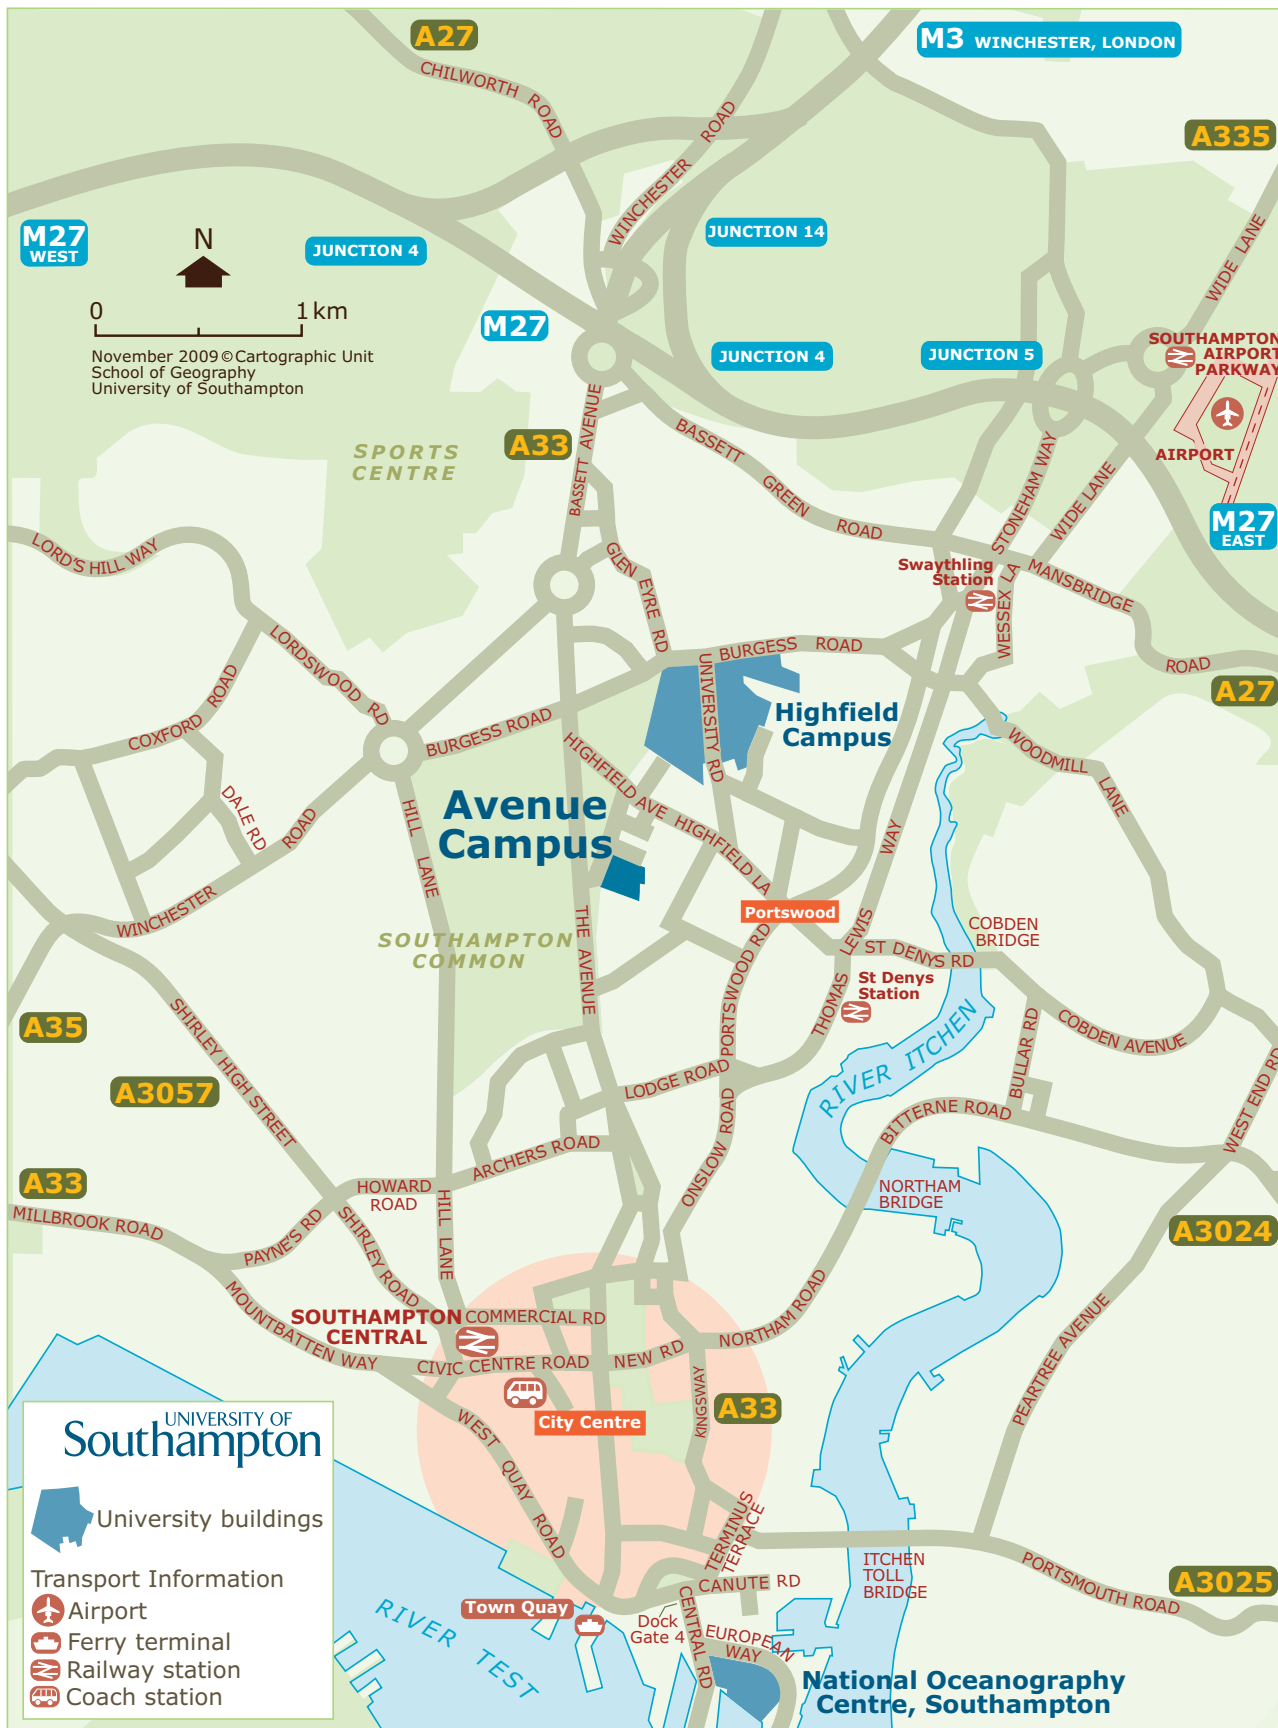 A27
M3 WINCHESTER, LONDON
CHILWORTH ROAD
WINCHESTER ROAD
A335
M27
WEST
N
JUNCTION 4
JUNCTION 14
WIDE LANE
0 1 km
M27
JUNCTION 4
JUNCTION 5
SOUTHAMPTON
AIRPORT
PARKWAY
November 2009 © Cartographic Unit
School of Geography
University of Southampton
BASSETT AVENUE
A33
SPORTS
CENTRE
BASSETT GREEN ROAD
STONEHAM WAY
WIDE LANE
AIRPORT
M27
EAST
LORD'S HILL WAY
GLEN EYRE RD
Swaythling
Station
WESSEX LA
MANSBRIDGE ROAD
A27
LORDSWOOD RD
COXFORD ROAD
BURGESS ROAD
BURGESS ROAD
UNIVERSITY RD
Highfield
Campus
WOODMILL LANE
HIGHFIELD AVE
HIGHFIELD LA
DALE RD
WINCHESTER ROAD
HILL LANE
Avenue
Campus
Portswood
THE AVENUE
SOUTHAMPTON
COMMON
PORTSWOOD RD
THOMAS LEWIS WAY
ST DENYS RD
COBDEN
BRIDGE
St Denys
Station
RIVER ITCHEN
COBDEN AVENUE
BULLAR RD
WEST END RD
A35
A3057
SHIRLEY HIGH STREET
LODGE ROAD
ONSLOW ROAD
BITTERNE ROAD
ARCHERS ROAD
A33
HOWARD
ROAD
MILLBROOK ROAD
PAYNE'S RD
SHIRLEY ROAD
HILL LANE
NORTHAM
BRIDGE
A3024
MOUNTBATTEN WAY
SOUTHAMPTON
CENTRAL
COMMERCIAL RD
CIVIC CENTRE ROAD
NEW RD
NORTHAM ROAD
PEARTREE AVENUE
KINGSWAY
A33
City Centre
WEST QUAY ROAD
TERMINUS
TERRACE
ITCHEN
TOLL
BRIDGE
PORTSMOUTH ROAD
A3025
CANUTE RD
Town Quay
Dock
Gate 4
CENTRAL RD
EUROPEAN
WAY
RIVER TEST
National Oceanography
Centre, Southampton
UNIVERSITY OF
Southampton
University buildings
Transport Information
Airport
Ferry terminal
Railway station
Coach station